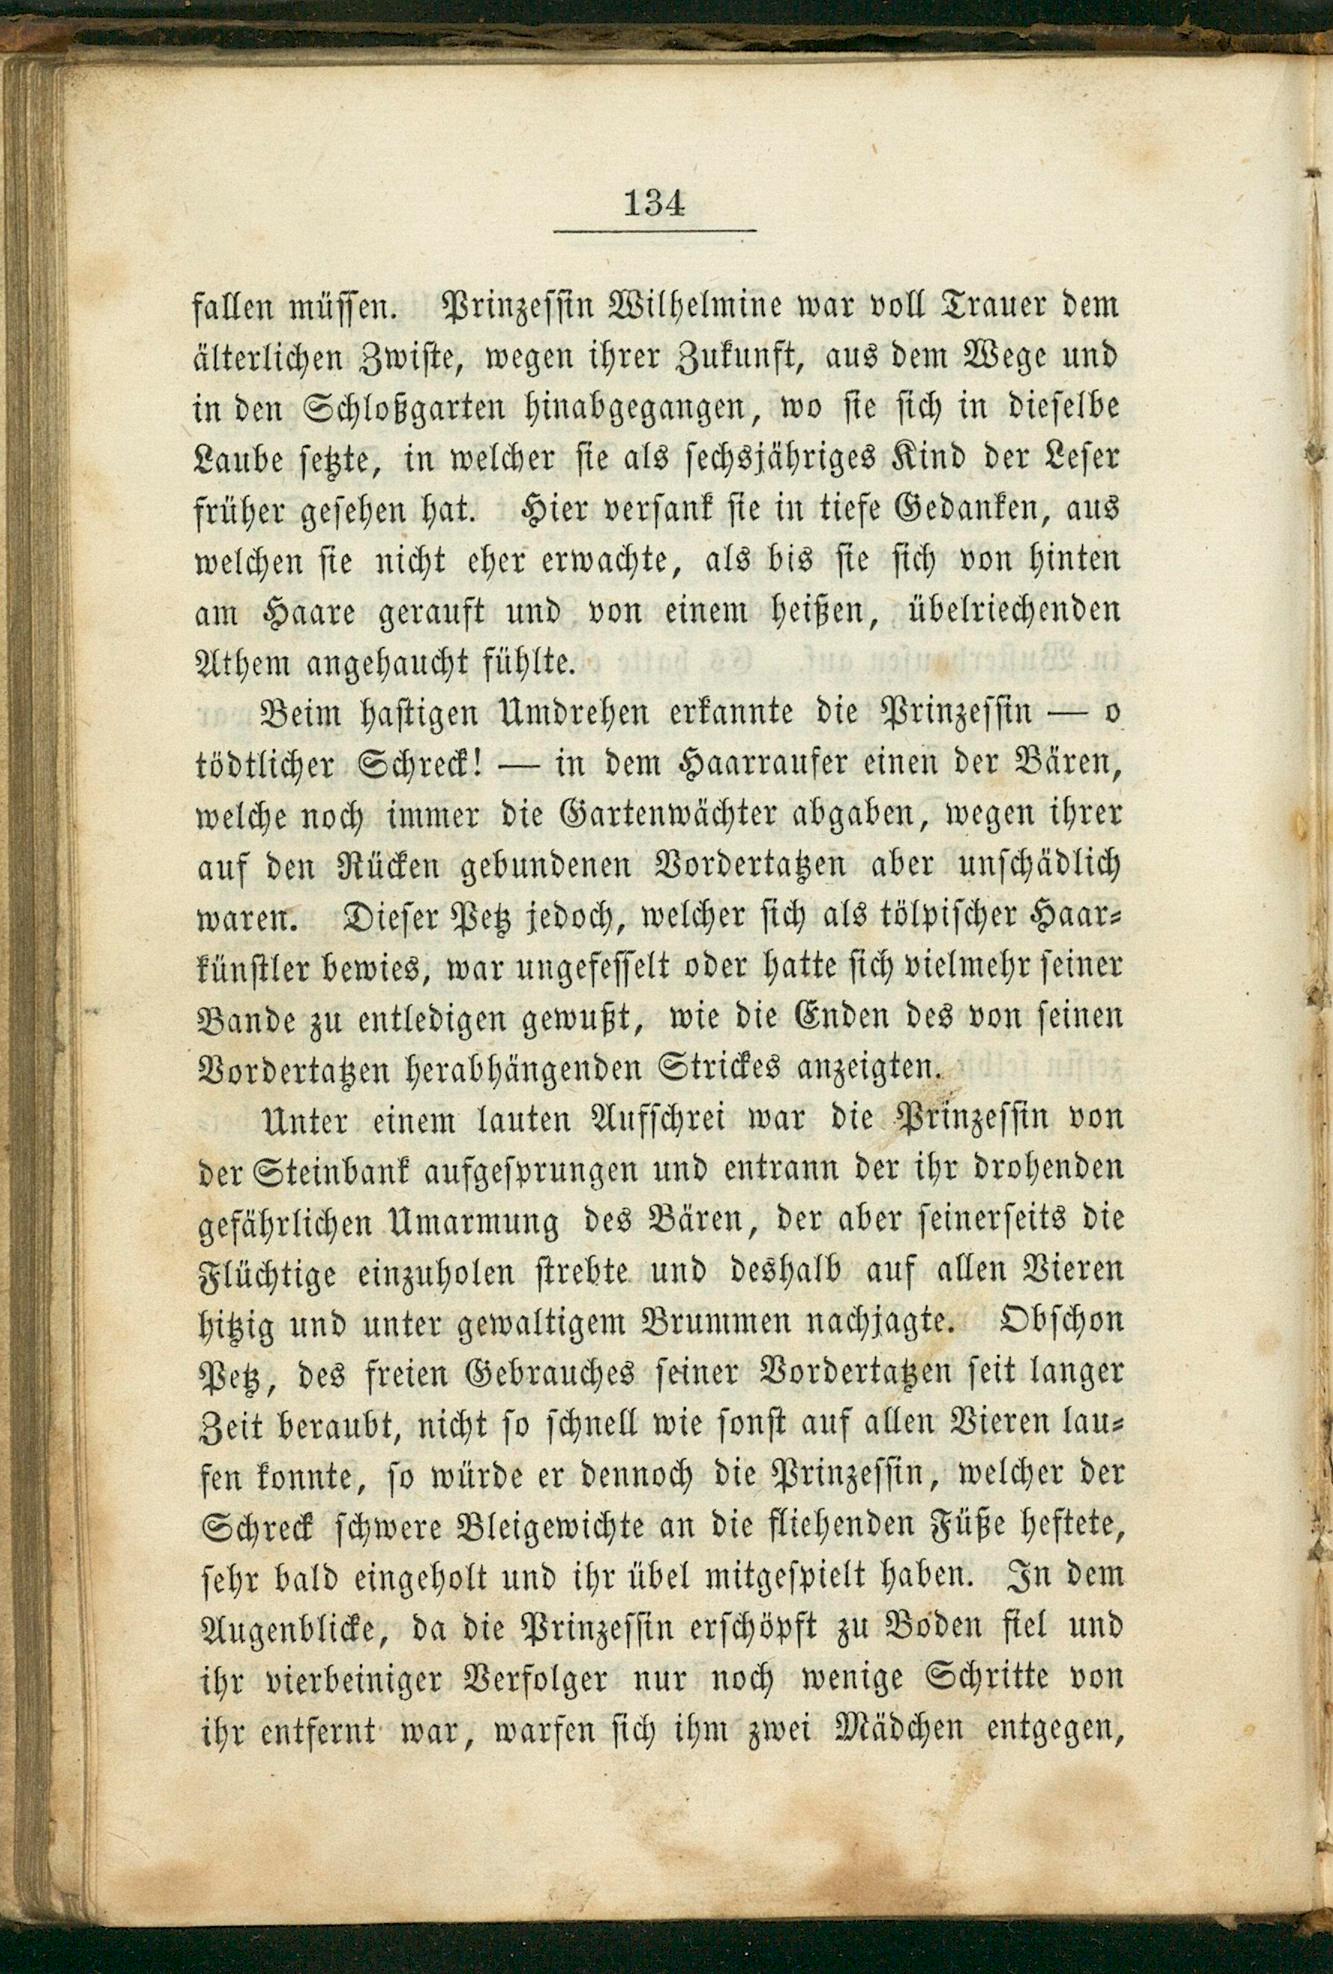 134
fallen müssen. Prinzessin Wilhelmine war voll Trauer dem
älterlichen Zwiste, wegen ihrer Zukunft, aus dem Wege und
in den Schloßgarten hinabgegangen, wo sie sich in dieselbe
Laube setzte, in welcher sie als sechsjähriges Kind der Leser
früher gesehen hat. Hier versank sie in tiefe Gedanken, aus
welchen sie nicht eher erwachte, als bis sie sich von hinten
am Haare gerauft und von einem heißen, übelriechenden
Athem angehaucht fühlte.
Beim hastigen Umdrehen erkannte die Prinzessin — o
tödtlicher Schreck! — in dem Haarraufer einen der Bären,
welche noch immer die Gartenwächter abgaben, wegen ihrer
auf den Rücken gebundenen Vordertatzen aber unschädlich
waren. Dieser Petz jedoch, welcher sich als tölpischer Haar-
künstler bewies, war ungefesselt oder hatte sich vielmehr seiner
Bande zu entledigen gewußt, wie die Enden des von seinen
Vordertatzen herabhängenden Strickes anzeigten.
Unter einem lauten Aufschrei war die Prinzessin von
der Steinbank aufgesprungen und entrann der ihr drohenden
gefährlichen Umarmung des Bären, der aber seinerseits die
Flüchtige einzuholen strebte und deshalb auf allen Vieren
hitzig und unter gewaltigem Brummen nachjagte. Obschon
Petz, des freien Gebrauches seiner Vordertatzen seit langer
Zeit beraubt, nicht so schnell wie sonst auf allen Vieren lau-
fen konnte, so würde er dennoch die Prinzessin, welcher der
Schreck schwere Bleigewichte an die fliehenden Füße heftete,
sehr bald eingeholt und ihr übel mitgespielt haben. In dem
Augenblicke, da die Prinzessin erschöpft zu Boden fiel und
ihr vierbeiniger Verfolger nur noch wenige Schritte von
ihr entfernt war, warfen sich ihm zwei Mädchen entgegen,